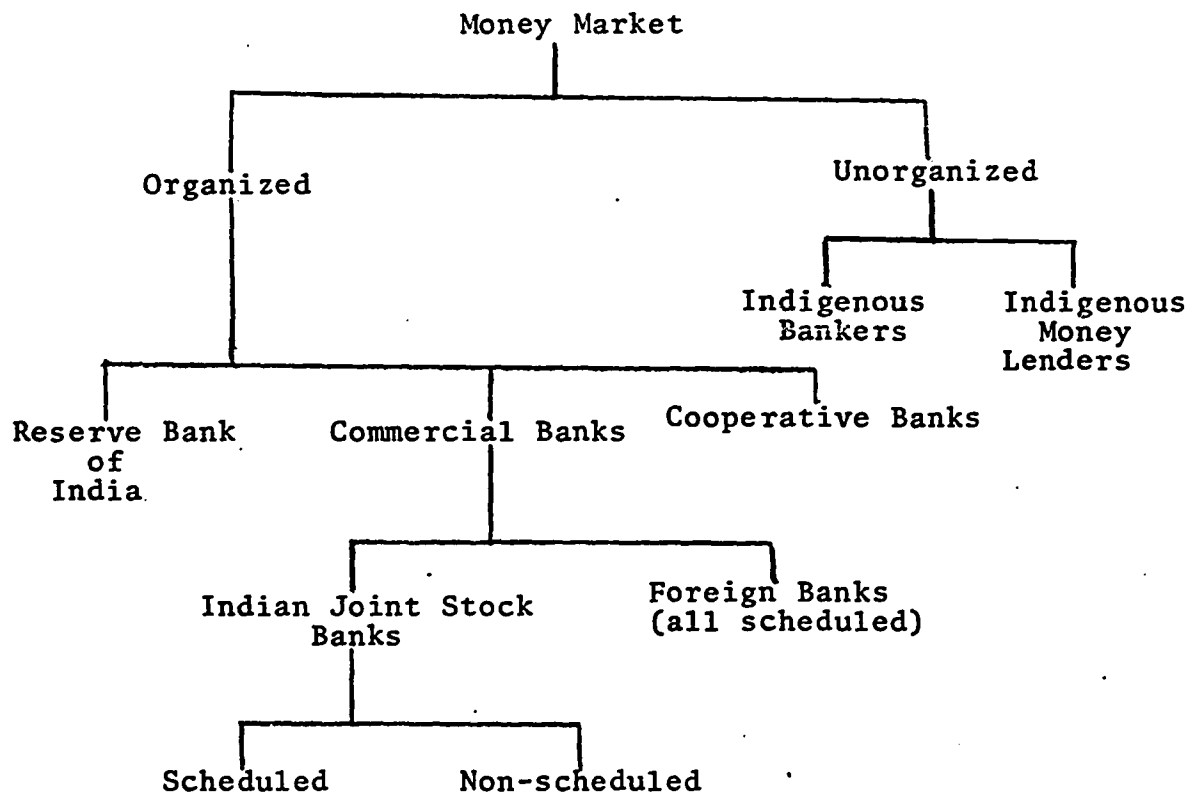 Money Market
Organized
Unorganized
Indigenous
Bankers
Indigenous
Money
Lenders
Reserve Bank
of
India
Commercial Banks
Cooperative Banks
Indian Joint Stock
Banks
Foreign Banks
(all scheduled)
Scheduled
Non-scheduled